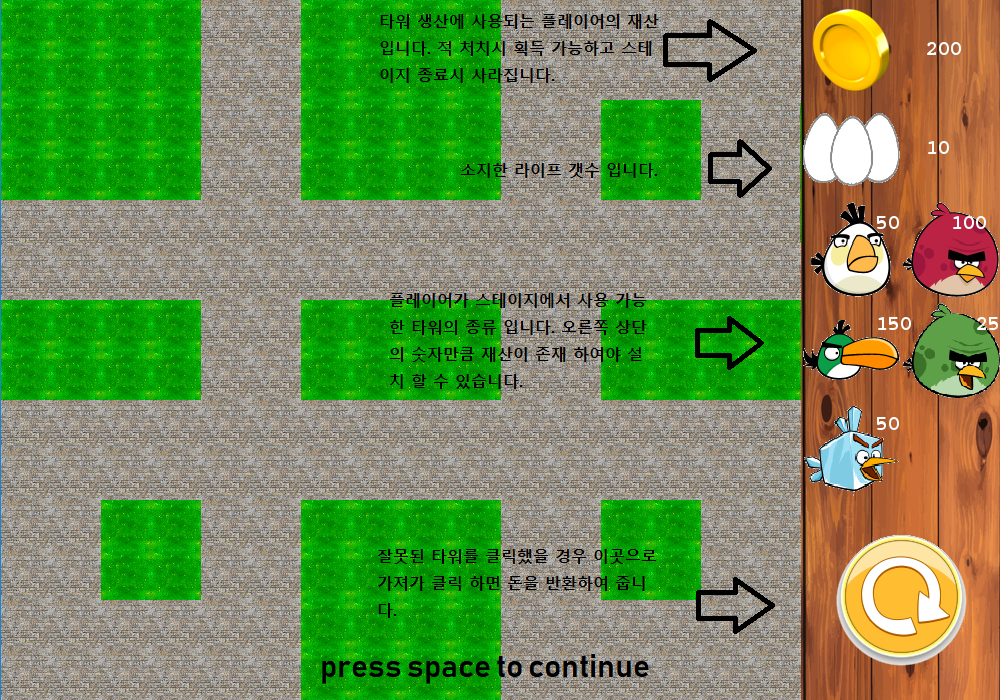 타워 생산에 사용되는 플레이어의 재산
입니다. 적 처치시 획득 가능하고 스테
이지 종료시 사라집니다.
200
소지한 라이프 갯수 입니다.
10
50
100
플레이어가 스테이지에서 사용 가능
한 타워의 종류 입니다. 오른쪽 상단
의 숫자만큼 재산이 존재 하여야 설
치 할 수 있습니다.
150
25
50
잘못된 타워를 클릭했을 경우 이곳으로
가져가 클릭 하면 돈을 반환하여 줍니
다.
press space to continue